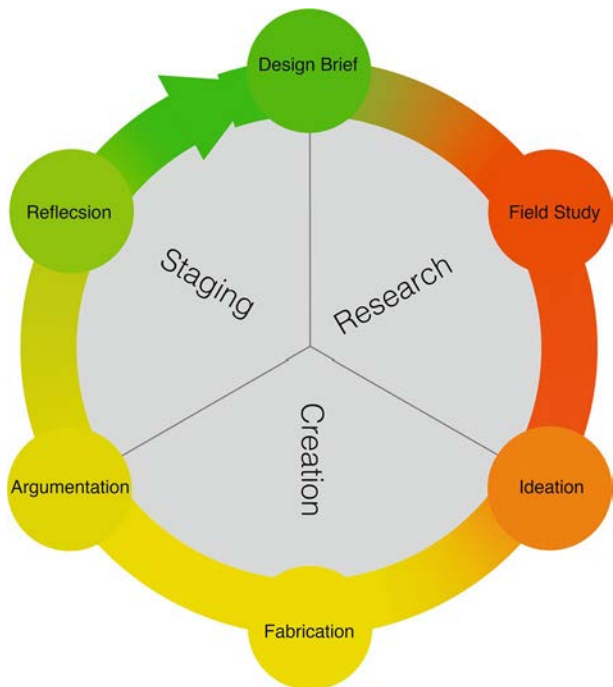 Design Brief
Field Study
Ideation
Fabrication
Argumentation
Reflecsion
Staging
Research
Creation